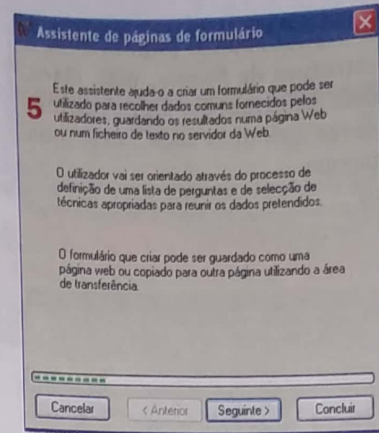 Assistente de páginas de formulário
5
Este assistente ajuda-o a criar um formulário que pode ser
utilizado para recolher dados comuns fornecidos pelos
utilizadores, guardando os resultados numa página Web
ou num ficheiro de texto no servidor da Web.
O utilizador vai ser orientado através do processo de
definição de uma lista de perguntas e de selecção de
técnicas apropriadas para reunir os dados pretendidos.
O formulário que criar pode ser guardado como uma
página web ou copiado para outra página utilizando a área
de transferência.
Cancelar < Anterior Seguinte > Concluir